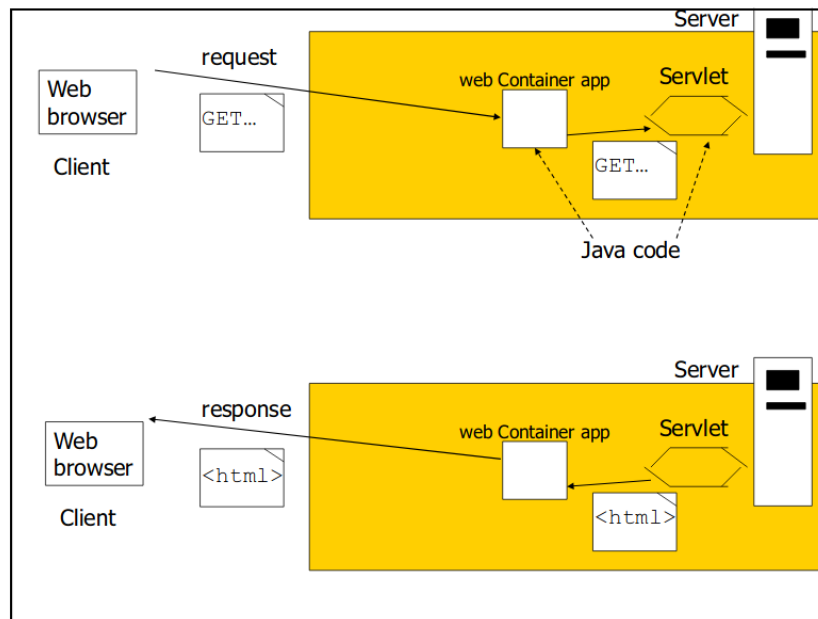 Server
request
web Container app
Servlet
Web
browser
GET…
Client
GET…
Java code
Server
response
web Container app
Servlet
Web
browser
<html>
Client
<html>